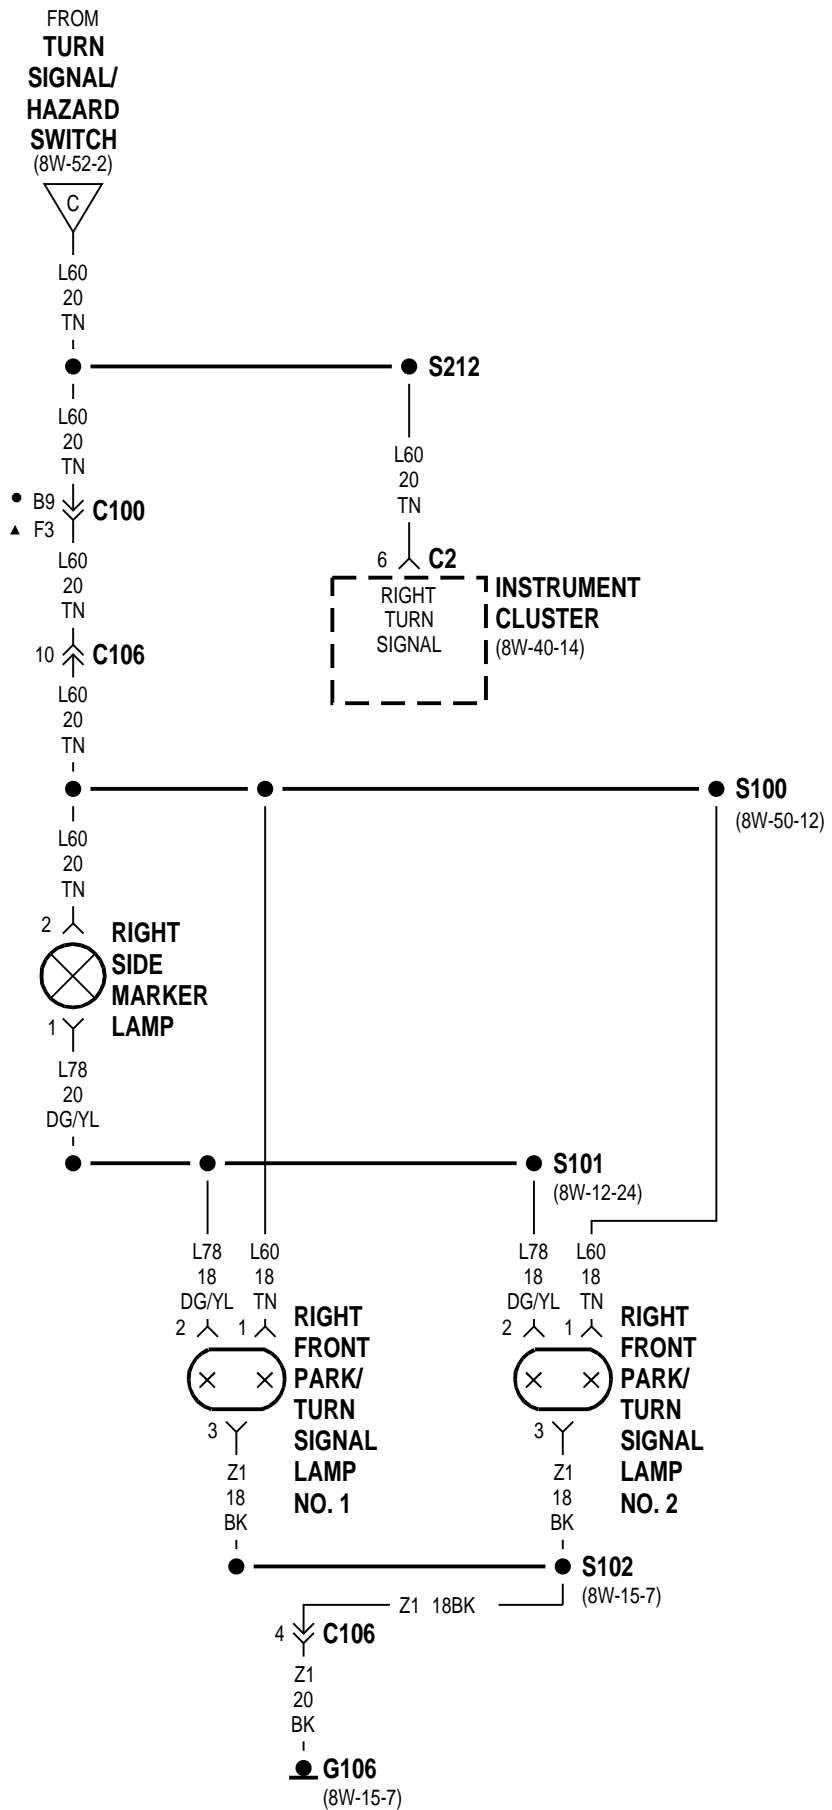 FROM
TURN
SIGNAL/
HAZARD
SWITCH
(8W-52-2)
C
L60
20
TN
S212
L60
20
TN
B9
F3
C100
L60
20
TN
6
C2
RIGHT
TURN
SIGNAL
INSTRUMENT
CLUSTER
(8W-40-14)
L60
20
TN
10
C106
L60
20
TN
S100
(8W-50-12)
L60
20
TN
2
RIGHT
SIDE
MARKER
LAMP
1
L78
20
DG/YL
S101
(8W-12-24)
L78
18
DG/YL
2
L60
18
TN
1
RIGHT
FRONT
PARK/
TURN
SIGNAL
LAMP
NO. 1
3
Z1
18
BK
L78
18
DG/YL
2
L60
18
TN
1
RIGHT
FRONT
PARK/
TURN
SIGNAL
LAMP
NO. 2
3
Z1
18
BK
S102
(8W-15-7)
Z1 18BK
4
C106
Z1
20
BK
G106
(8W-15-7)